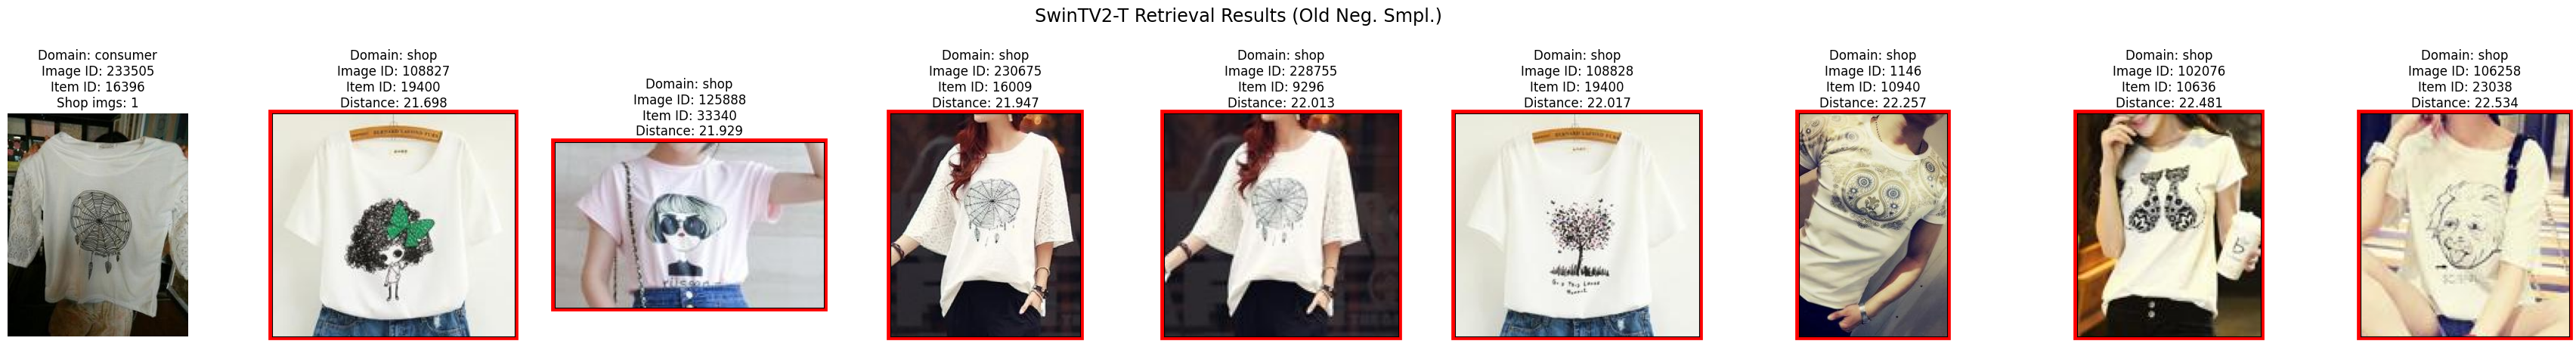 SwinTV2-T Retrieval Results (Old Neg. Smpl.)
Domain: consumer
Image ID: 233505
Item ID: 16396
Shop imgs: 1
Domain: shop
Image ID: 108827
Item ID: 19400
Distance: 21.698
Domain: shop
Image ID: 125888
Item ID: 33340
Distance: 21.929
Domain: shop
Image ID: 230675
Item ID: 16009
Distance: 21.947
Domain: shop
Image ID: 228755
Item ID: 9296
Distance: 22.013
Domain: shop
Image ID: 108828
Item ID: 19400
Distance: 22.017
Domain: shop
Image ID: 1146
Item ID: 10940
Distance: 22.257
Domain: shop
Image ID: 102076
Item ID: 10636
Distance: 22.481
Domain: shop
Image ID: 106258
Item ID: 23038
Distance: 22.534